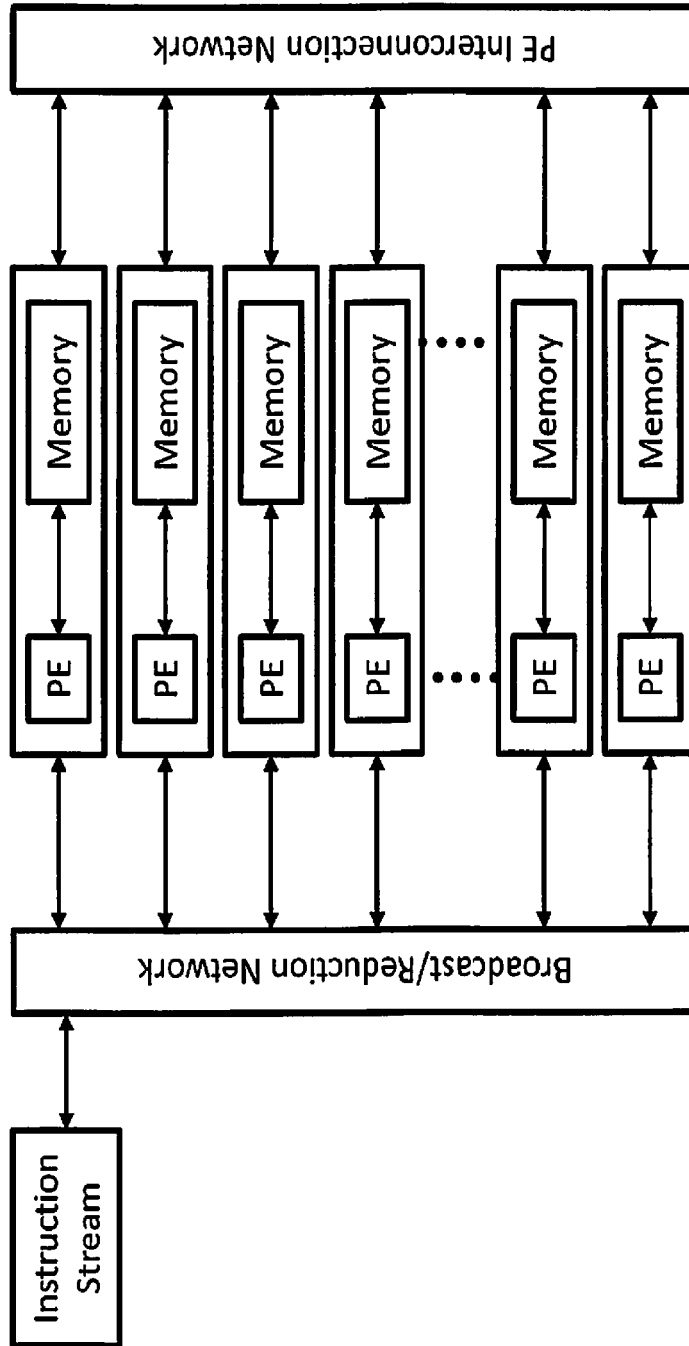 Instruction
Stream
Broadcast/Reduction Network
PE
Memory
PE
Memory
PE
Memory
PE
Memory
PE
Memory
PE
Memory
PE Interconnection Network